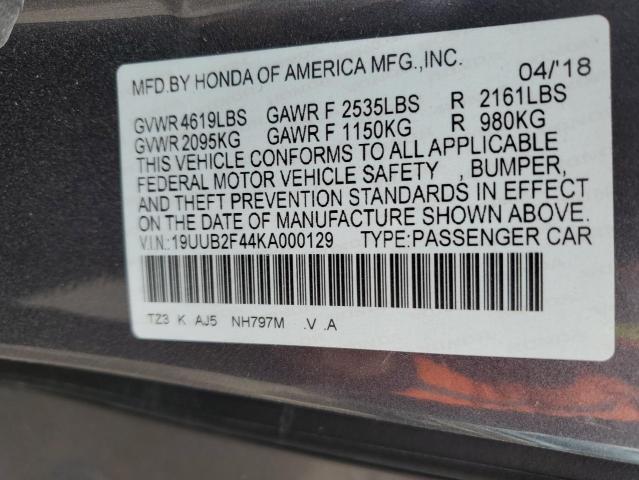 MFD.BY HONDA OF AMERICA MFG.,INC. 04/'18
GVWR 4619LBS GAWR F 2535LBS R 2161LBS
GVWR 2095KG GAWR F 1150KG R 980KG
THIS VEHICLE CONFORMS TO ALL APPLICABLE
FEDERAL MOTOR VEHICLE SAFETY , BUMPER,
AND THEFT PREVENTION STANDARDS IN EFFECT
ON THE DATE OF MANUFACTURE SHOWN ABOVE.
V.I.N.:19UUB2F44KA000129 TYPE:PASSENGER CAR
TZ3 K AJ5 NH797M .V .A